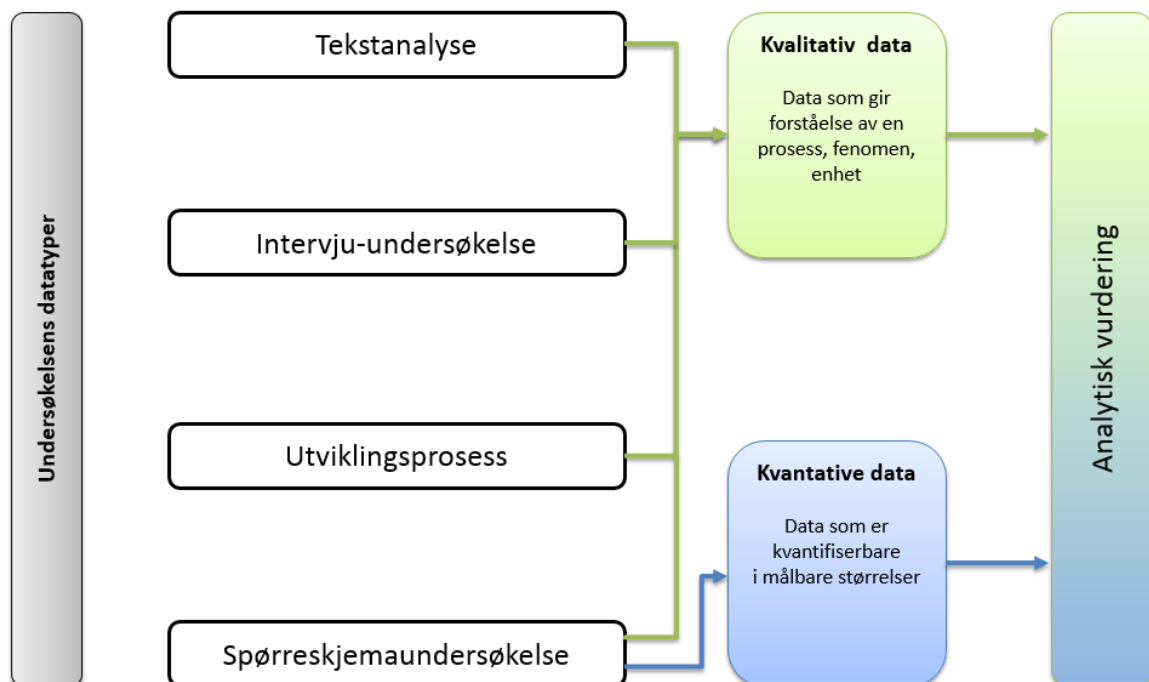 Undersøkelsens datatyper
Tekstanalyse
Intervju-undersøkelse
Utviklingsprosess
Spørreskjemaundersøkelse
Kvalitativ data
Data som gir
forståelse av en
prosess, fenomen,
enhet
Kvantative data
Data som er
kvantifiserbare
i målbare størrelser
Analytisk vurdering